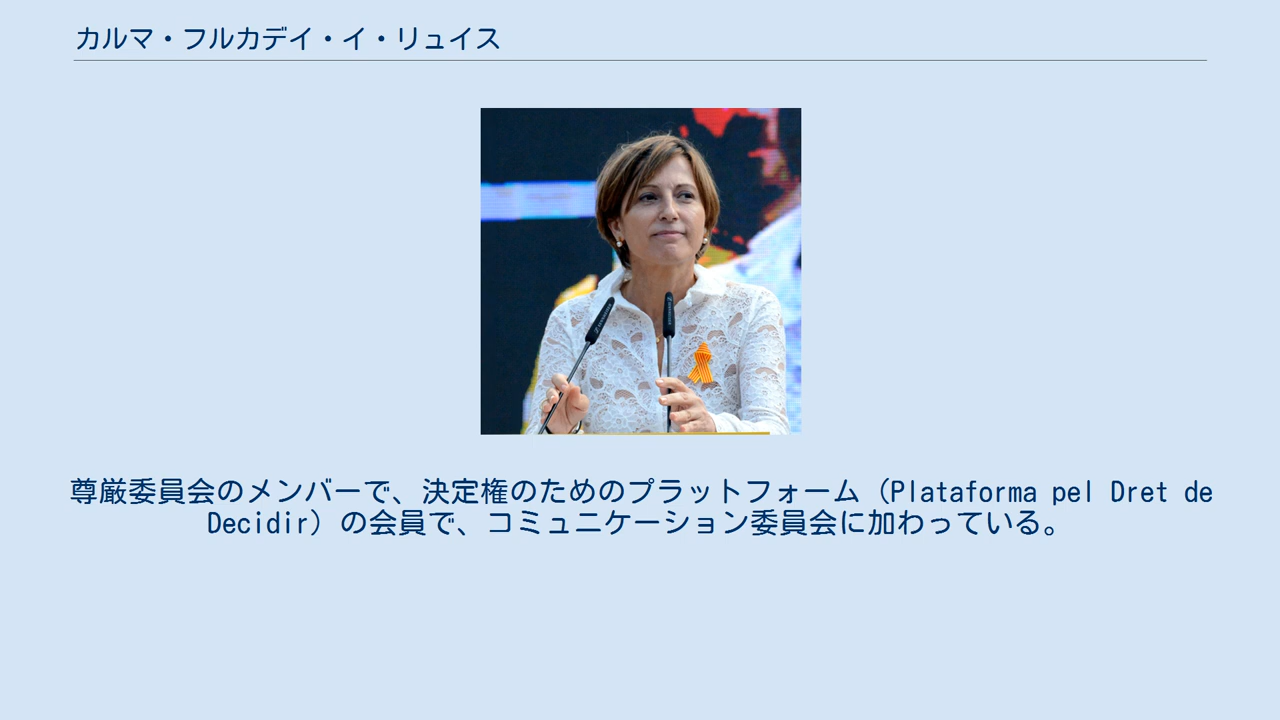 カルマ・フルカデイ・イ・リュイス
尊厳委員会のメンバーで、決定権のためのプラットフォーム（Plataforma pel Dret de
Decidir）の会員で、コミュニケーション委員会に加わっている。